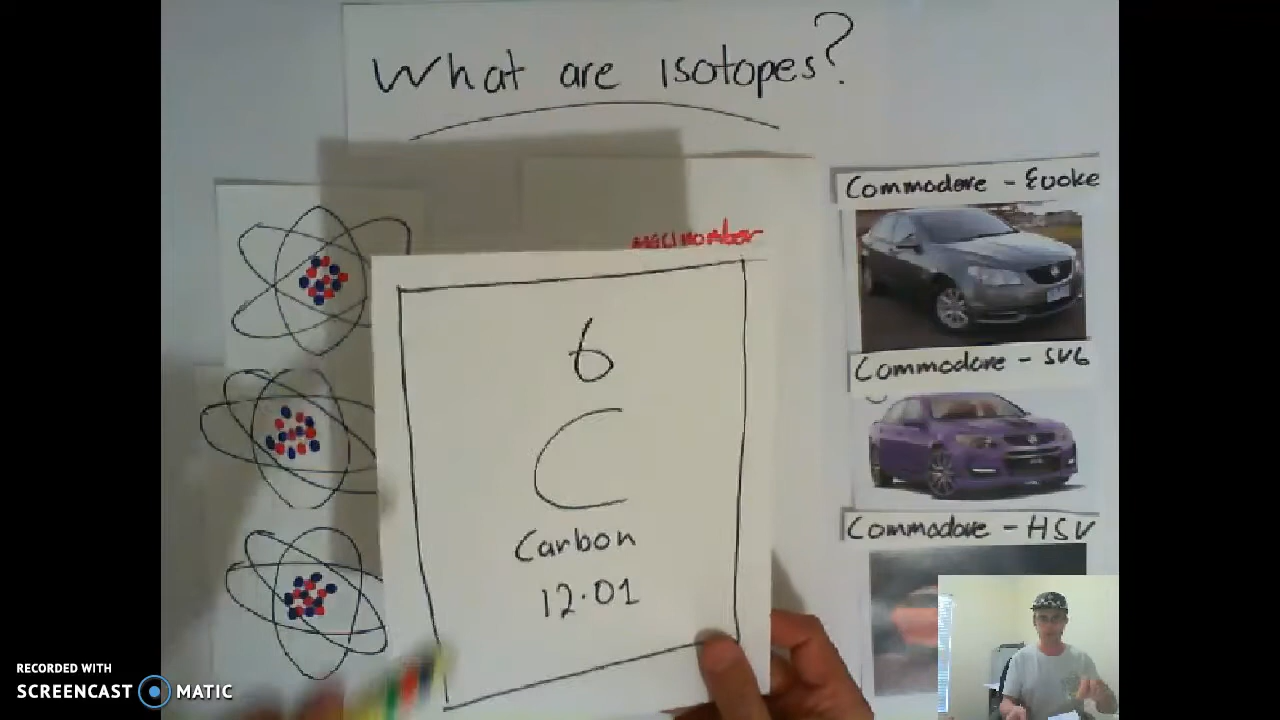 What are isotopes?
Commodore - Evoke
6
C
Carbon
12.01
Commodore - SV6
Commodore - HSV
RECORDED WITH
SCREENCAST MATIC